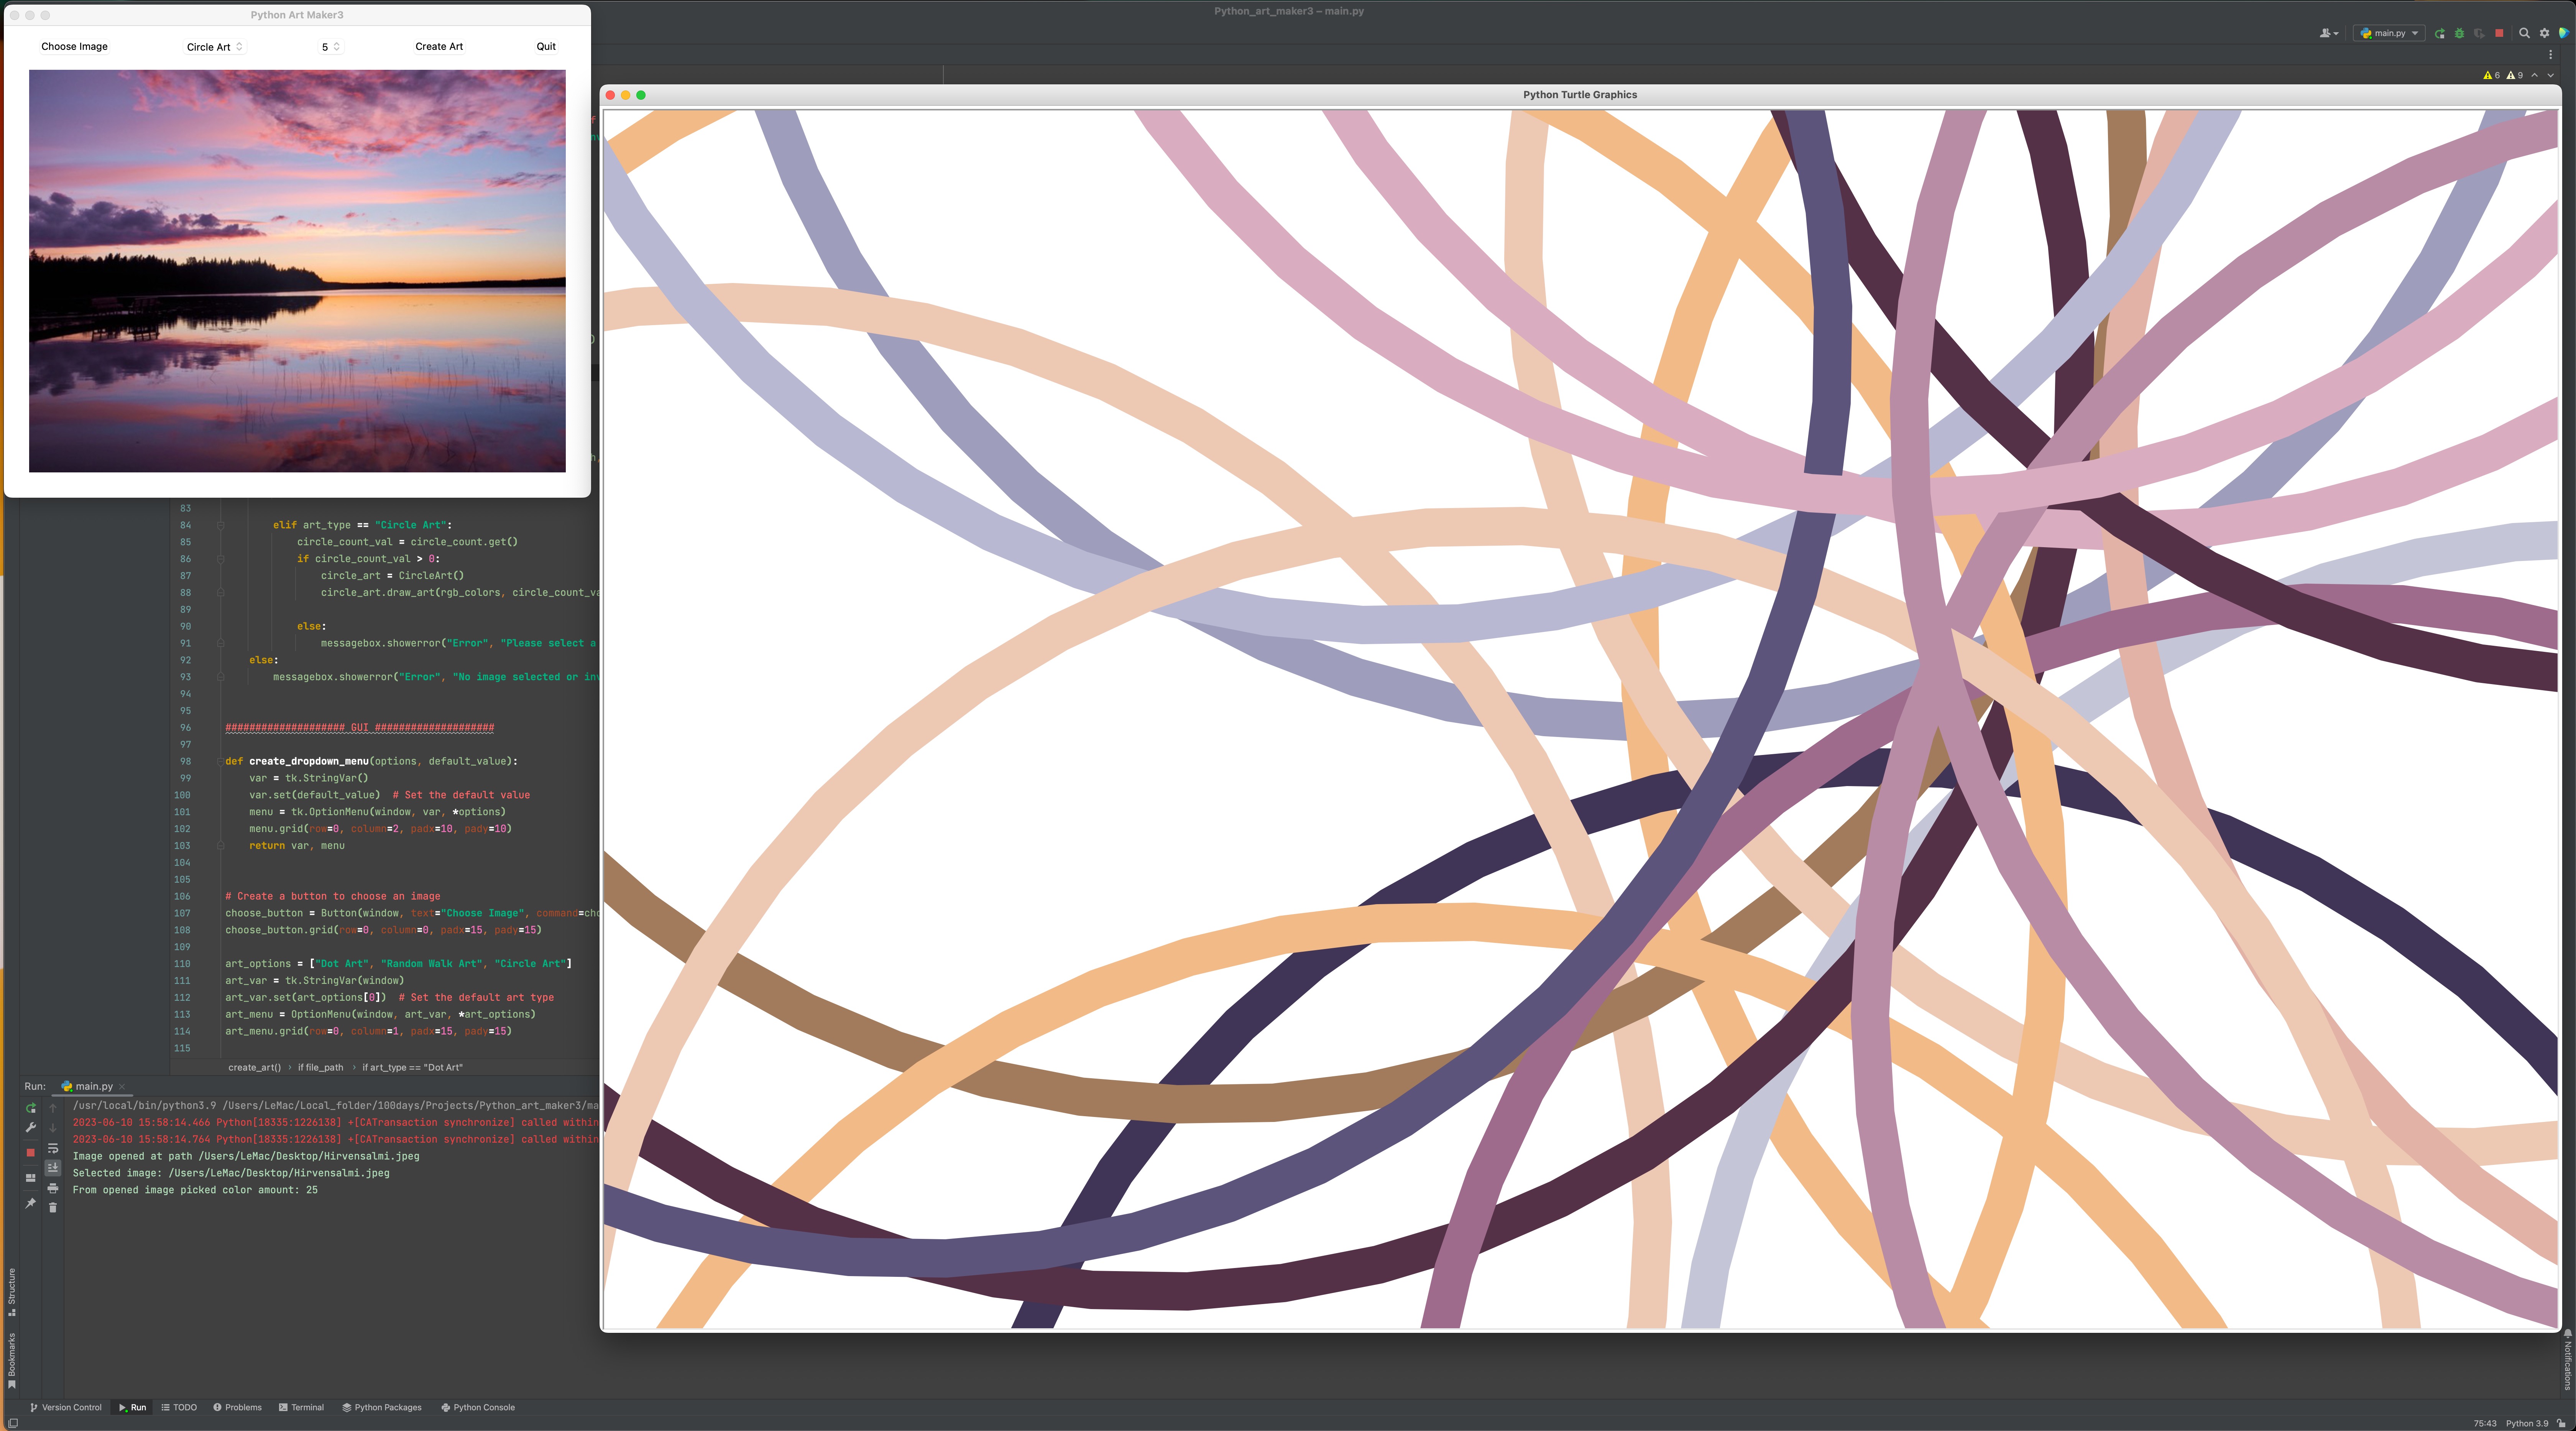 Python Art Maker3
Choose Image Circle Art 5 Create Art Quit
Python_art_maker3 – main.py
main.py
6 9
Python Turtle Graphics
83
84 elif art_type == "Circle Art":
85 circle_count_val = circle_count.get()
86 if circle_count_val > 0:
87 circle_art = CircleArt()
88 circle_art.draw_art(rgb_colors, circle_count_va
89
90 else:
91 messagebox.showerror("Error", "Please select a
92 else:
93 messagebox.showerror("Error", "No image selected or inv
94
95
96 #################### GUI ####################
97
98 def create_dropdown_menu(options, default_value):
99 var = tk.StringVar()
100 var.set(default_value) # Set the default value
101 menu = tk.OptionMenu(window, var, *options)
102 menu.grid(row=0, column=2, padx=10, pady=10)
103 return var, menu
104
105
106 # Create a button to choose an image
107 choose_button = Button(window, text="Choose Image", command=cho
108 choose_button.grid(row=0, column=0, padx=15, pady=15)
109
110 art_options = ["Dot Art", "Random Walk Art", "Circle Art"]
111 art_var = tk.StringVar(window)
112 art_var.set(art_options[0]) # Set the default art type
113 art_menu = OptionMenu(window, art_var, *art_options)
114 art_menu.grid(row=0, column=1, padx=15, pady=15)
115
create_art() › if file_path › if art_type == "Dot Art"
Run: main.py
/usr/local/bin/python3.9 /Users/LeMac/Local_folder/100days/Projects/Python_art_maker3/ma
2023-06-10 15:58:14.466 Python[18335:1226138] +[CATransaction synchronize] called within
2023-06-10 15:58:14.764 Python[18335:1226138] +[CATransaction synchronize] called within
Image opened at path /Users/LeMac/Desktop/Hirvensalmi.jpeg
Selected image: /Users/LeMac/Desktop/Hirvensalmi.jpeg
From opened image picked color amount: 25
Structure
Bookmarks
Notifications
Version Control Run TODO Problems Terminal Python Packages Python Console
75:43 Python 3.9